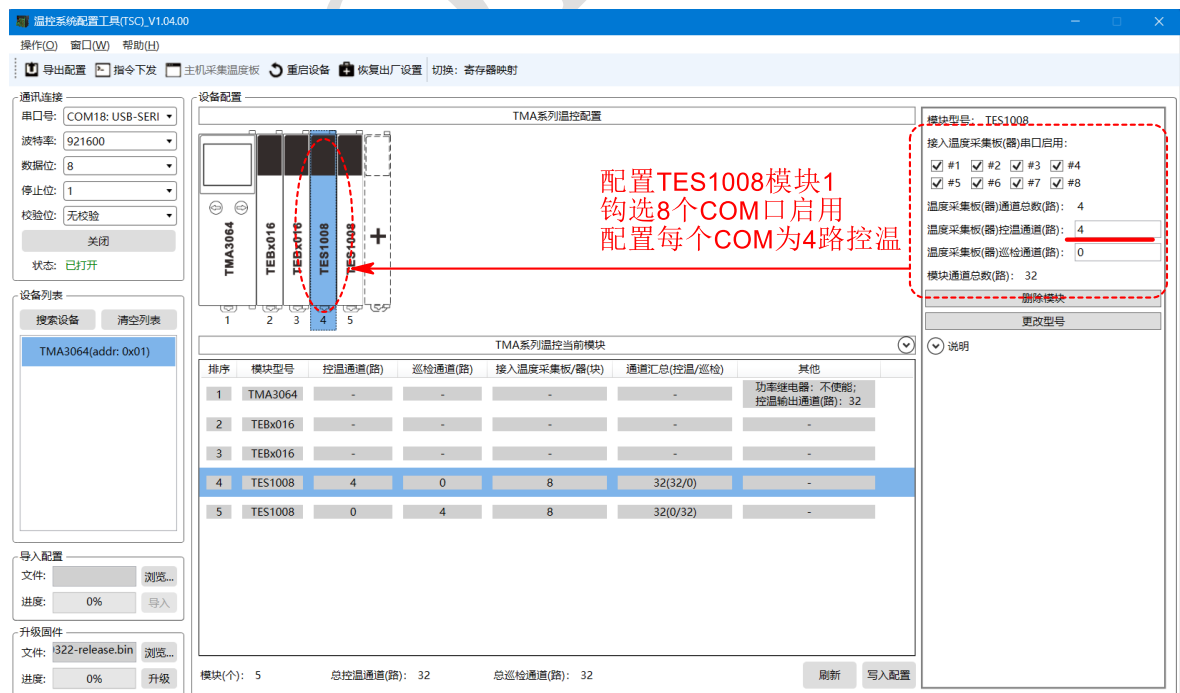 温控系统配置工具(TSC)_V1.04.00
操作(O) 窗口(W) 帮助(H)
导出配置 指令下发 主机采集温度板 重启设备 恢复出厂设置 切换：寄存器映射
通讯连接
串口号: COM18: USB-SERI
波特率: 921600
数据位: 8
停止位: 1
校验位: 无校验
关闭
状态: 已打开
设备列表
搜索设备 清空列表
TMA3064(addr: 0x01)
导入配置
文件: 浏览...
进度: 0% 导入
升级固件
文件: 322-release.bin 浏览...
进度: 0% 升级
设备配置
TMA系列温控配置
TMA3064 TEBx016 TEBx016 TES1008 TES1008 +
1 2 3 4 5
配置TES1008模块1
钩选8个COM口启用
配置每个COM为4路控温
TMA系列温控当前模块
排序 模块型号 控温通道(路) 巡检通道(路) 接入温度采集板/器(块) 通道汇总(控温/巡检) 其他
1 TMA3064 - - - - 功率继电器：不使能;
控温输出通道(路)：32
2 TEBx016 - - - - -
3 TEBx016 - - - - -
4 TES1008 4 0 8 32(32/0) -
5 TES1008 0 4 8 32(0/32) -
模块(个)： 5 总控温通道(路)： 32 总巡检通道(路)： 32 刷新 写入配置
模块型号： TES1008
接入温度采集板(器)串口启用:
#1 #2 #3 #4
#5 #6 #7 #8
温度采集板(器)通道总数(路)： 4
温度采集板(器)控温通道(路)： 4
温度采集板(器)巡检通道(路)： 0
模块通道总数(路)： 32
删除模块
更改型号
说明